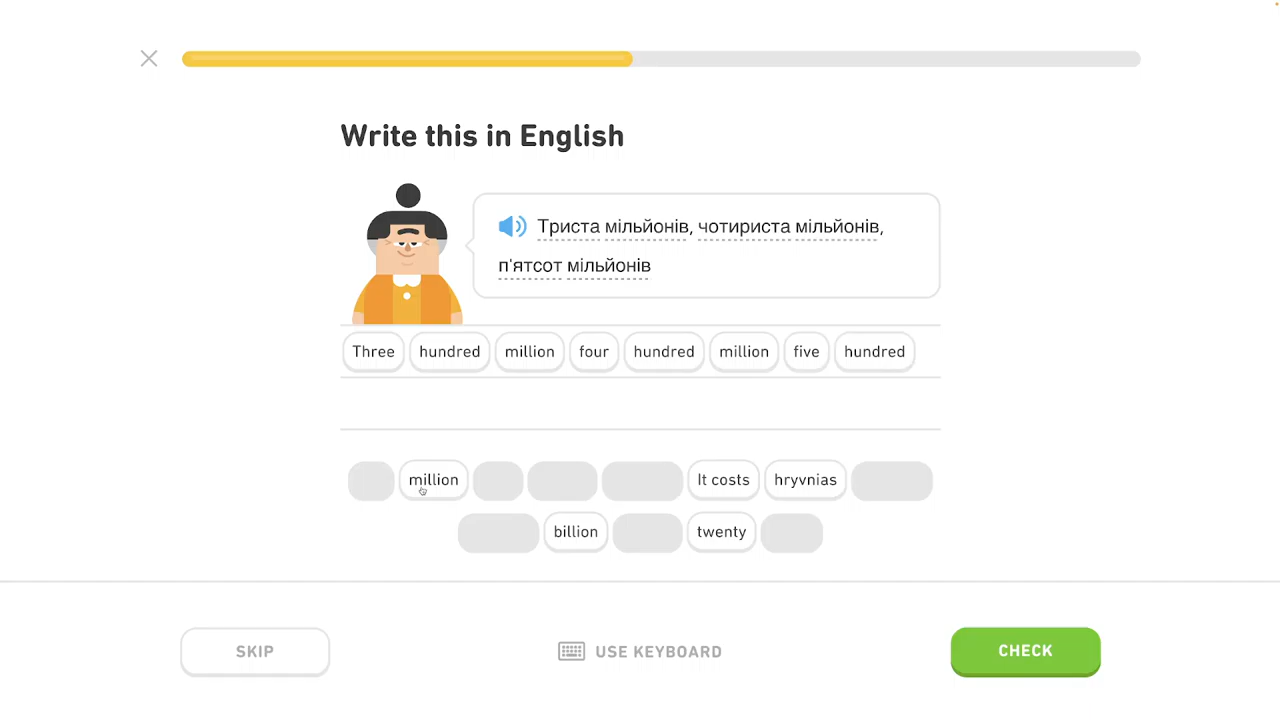 Write this in English
Триста мільйонів, чотириста мільйонів,
п'ятсот мільйонів
Three hundred million four hundred million five hundred
million It costs hryvnias
billion twenty
SKIP USE KEYBOARD CHECK